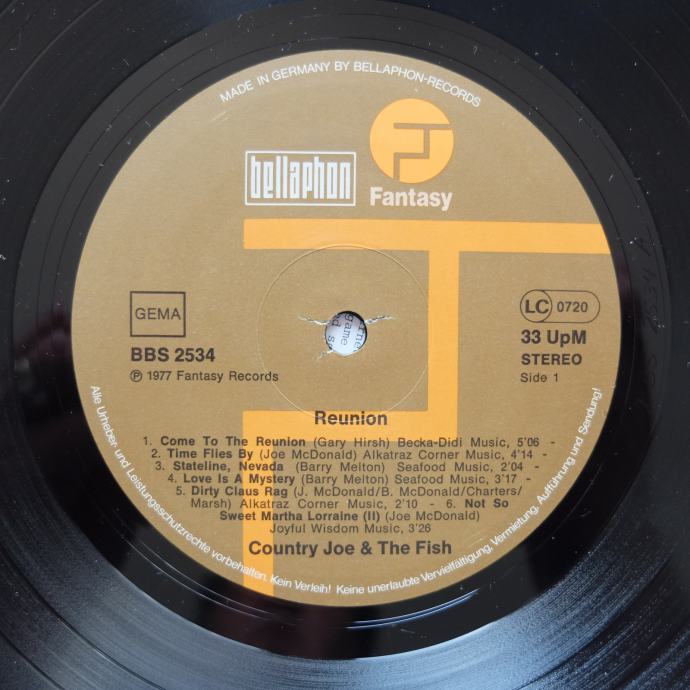 MADE IN GERMANY BY BELLAPHON-RECORDS
bellaphon
Fantasy
GEMA
LC 0720
BBS 2534
33 UpM
℗ 1977 Fantasy Records
STEREO
Side 1
Reunion
1. Come To The Reunion (Gary Hirsh) Becka-Didi Music, 5'06 -
2. Time Flies By (Joe McDonald) Alkatraz Corner Music, 4'14 -
3. Stateline, Nevada (Barry Melton) Seafood Music, 2'04 -
4. Love Is A Mystery (Barry Melton) Seafood Music, 3'17 -
5. Dirty Claus Rag (J. McDonald/B. McDonald/Charters/
Marsh) Alkatraz Corner Music, 2'10 - 6. Not So
Sweet Martha Lorraine (II) (Joe McDonald)
Joyful Wisdom Music, 3'26
Country Joe & The Fish
Alle Urheber- und Leistungsschutzrechte vorbehalten. Kein Verleih! Keine unerlaubte Vervielfältigung, Vermietung, Aufführung und Sendung!
game